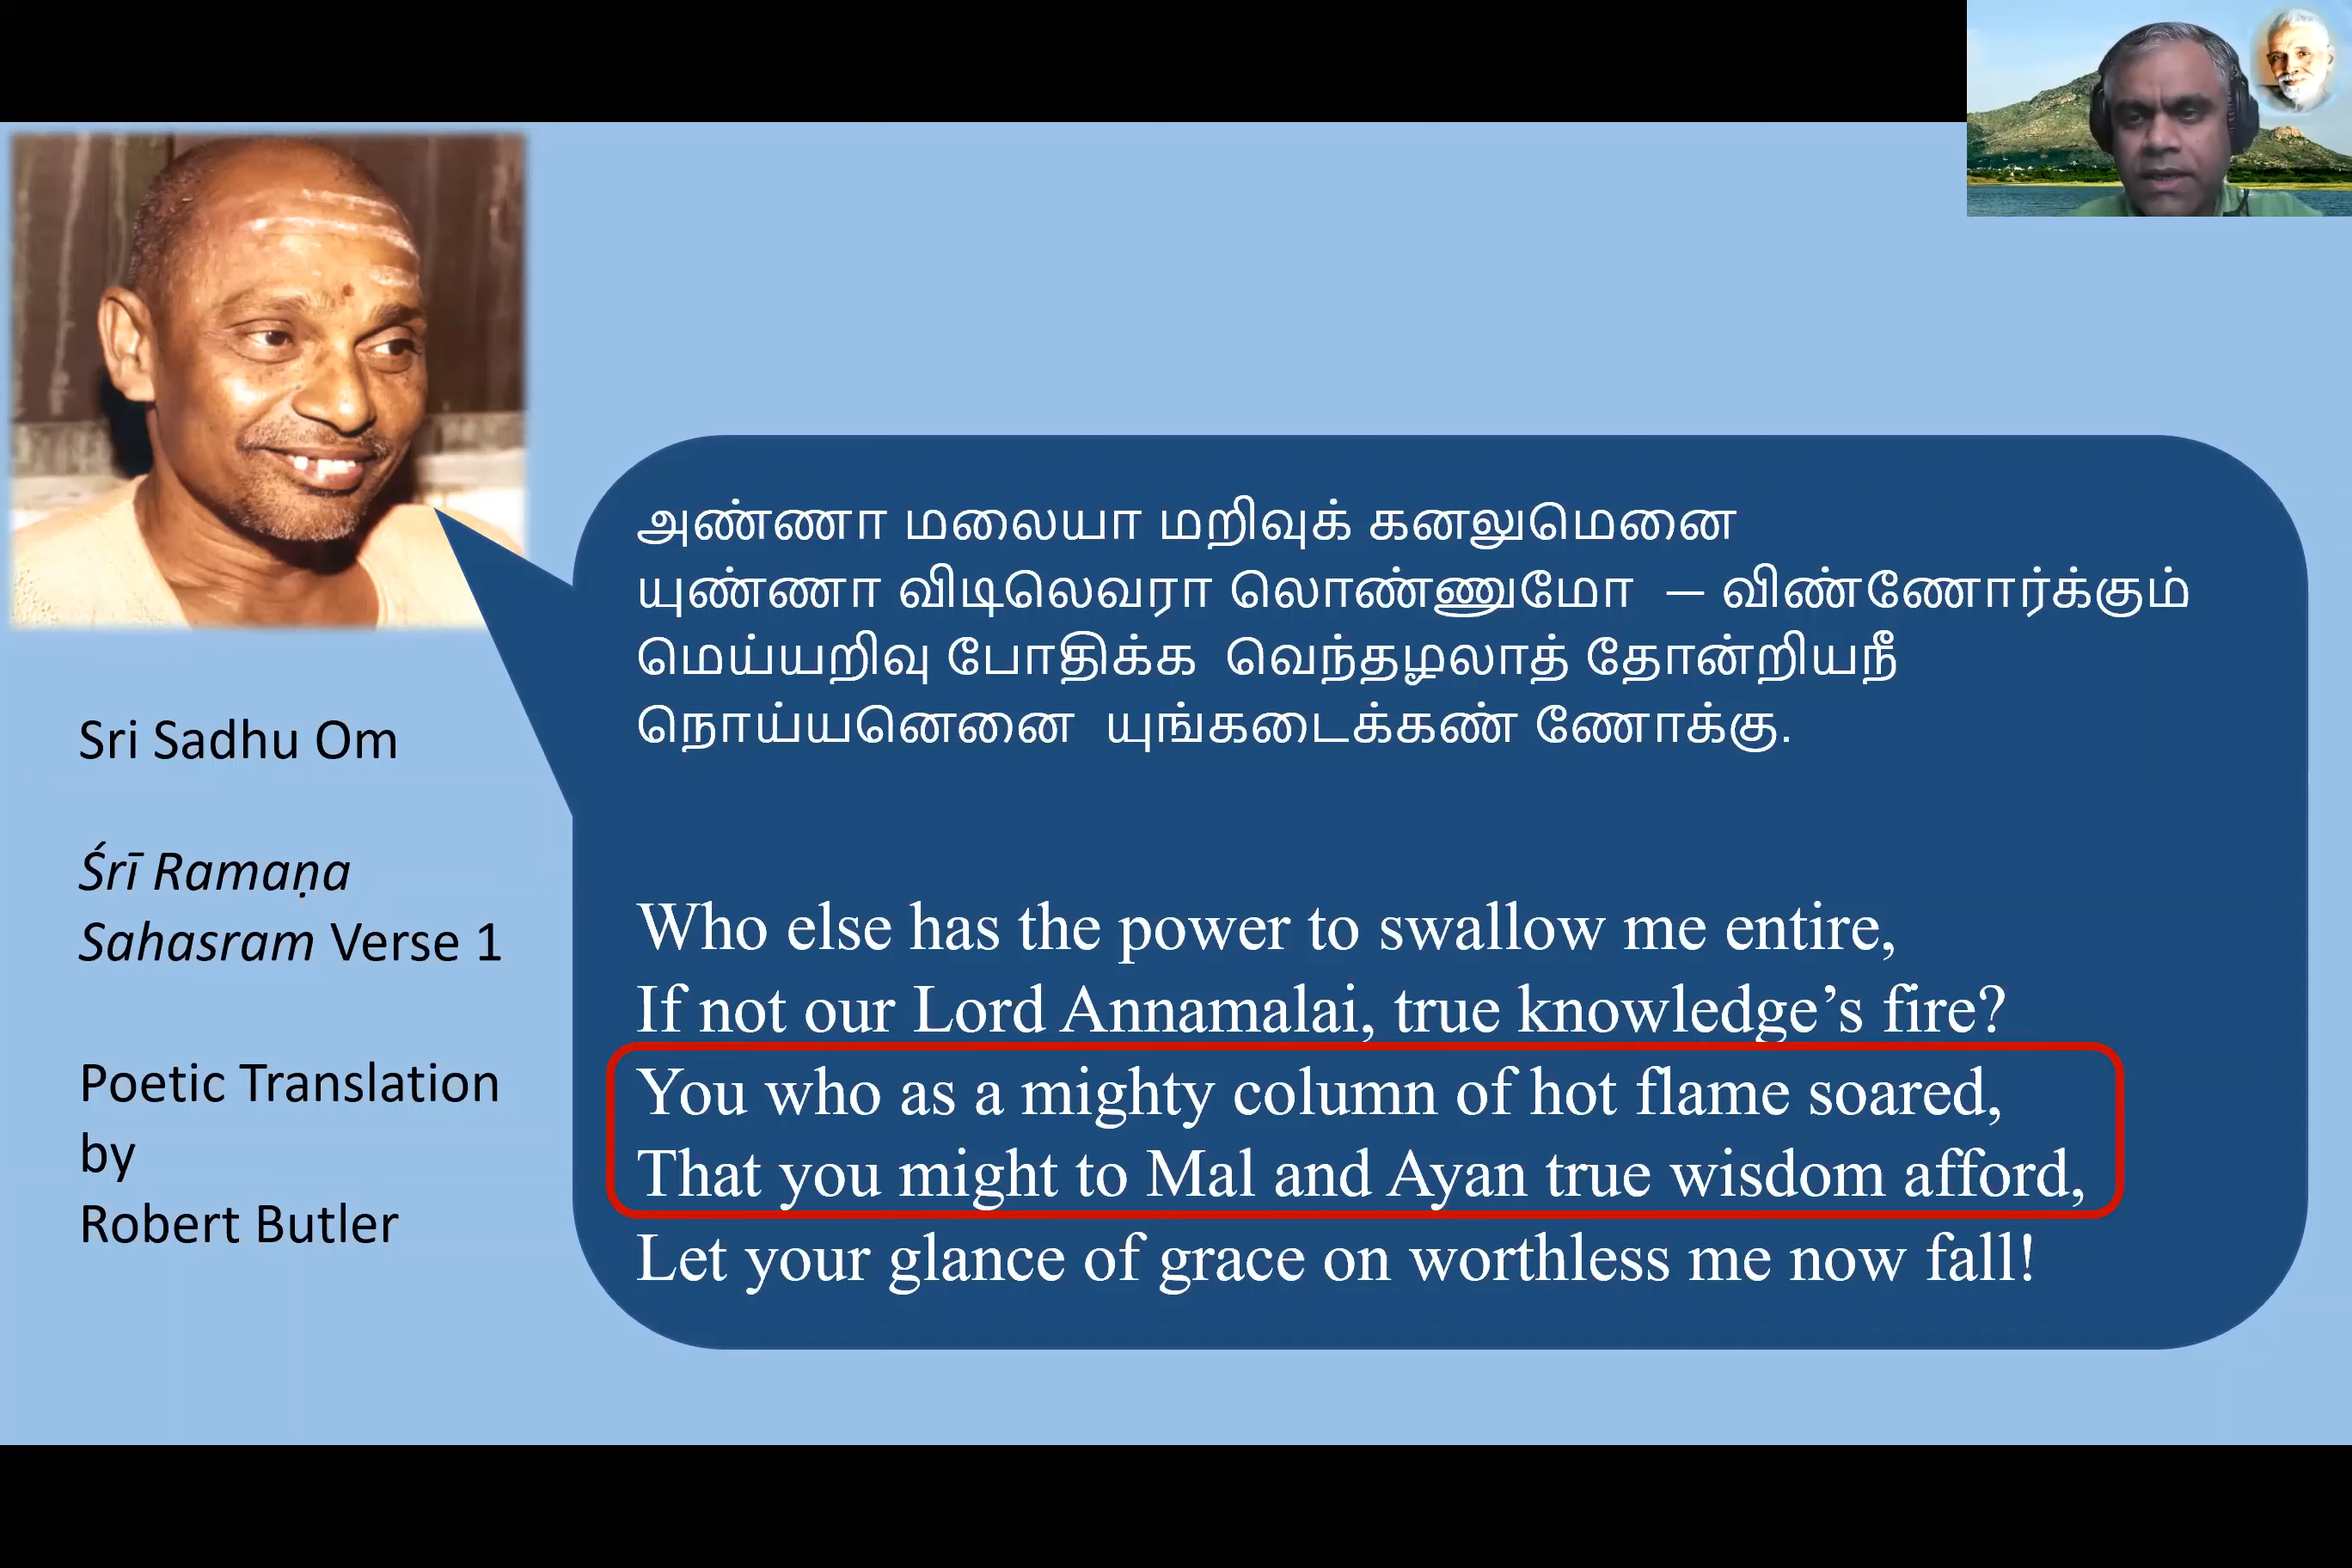 Sri Sadhu Om
Śrī Ramaṇa
Sahasram Verse 1
Poetic Translation
by
Robert Butler
அண்ணா மலையா மறிவுக் கனலுமெனை
யுண்ணா விடிலெவரா லொண்ணுமோ – விண்ணோர்க்கும்
மெய்யறிவு போதிக்க வெந்தழலாத் தோன்றியநீ
நொய்யனெனை யுங்கடைக்கண் ணோக்கு.
Who else has the power to swallow me entire,
If not our Lord Annamalai, true knowledge’s fire?
You who as a mighty column of hot flame soared,
That you might to Mal and Ayan true wisdom afford,
Let your glance of grace on worthless me now fall!